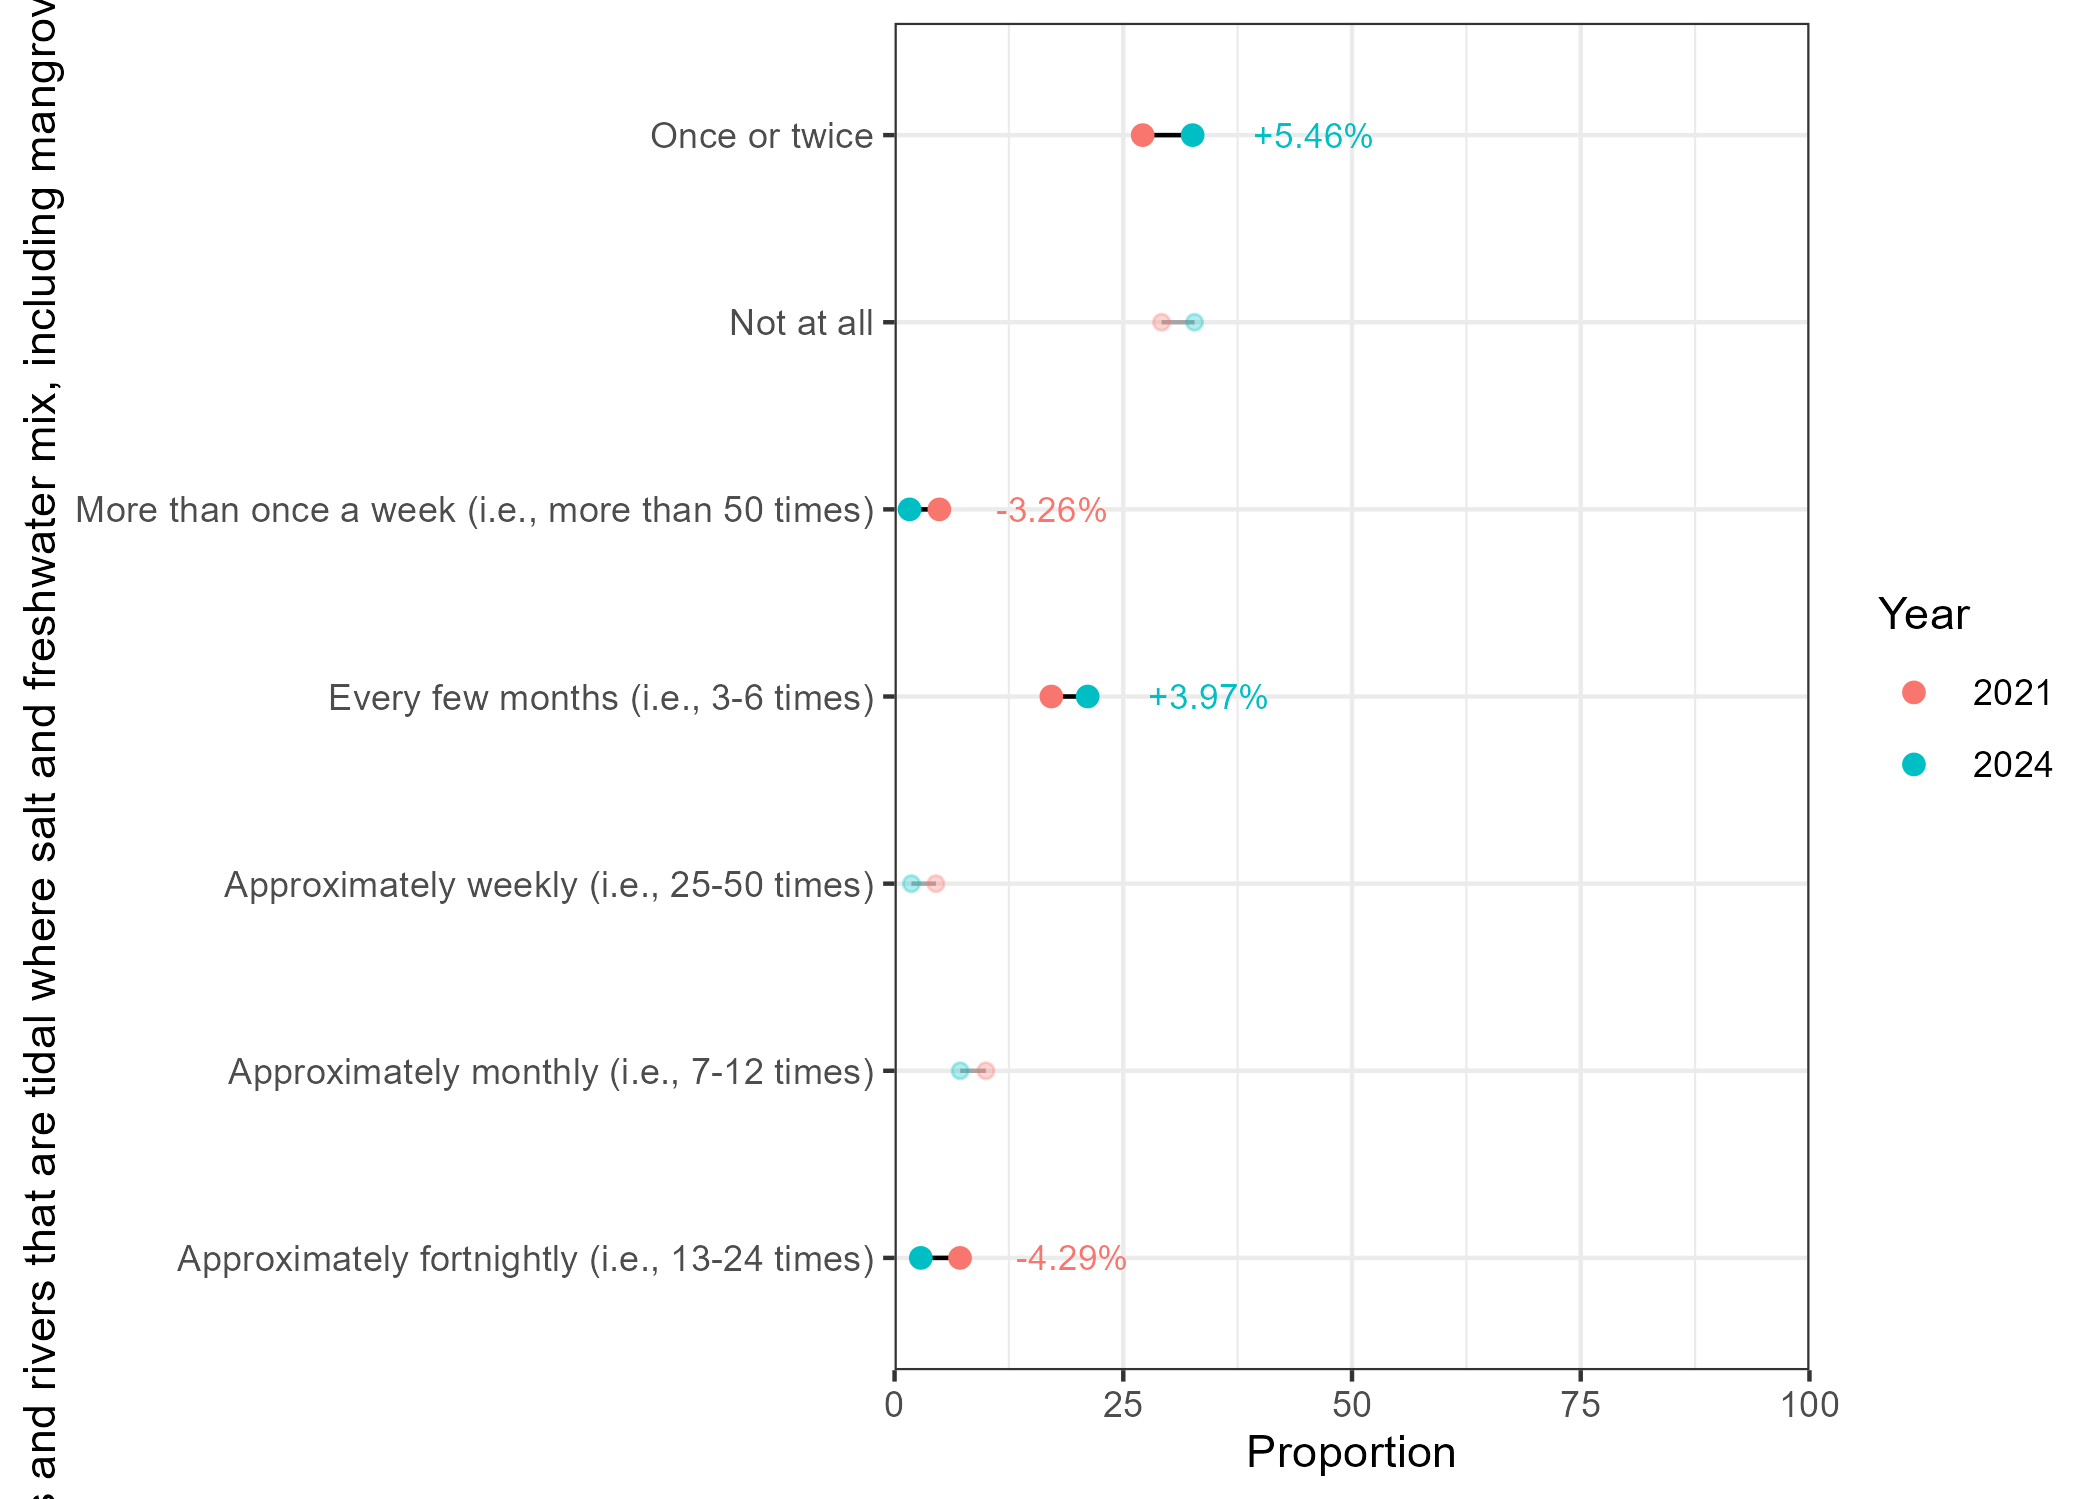 and rivers that are tidal where salt and freshwater mix, including
Once or twice
+5.46%
Not at all
More than once a week (i.e., more than 50 times)
-3.26%
Every few months (i.e., 3-6 times)
+3.97%
Approximately weekly (i.e., 25-50 times)
Approximately monthly (i.e., 7-12 times)
Approximately fortnightly (i.e., 13-24 times)
-4.29%
0 25 50 75 100
Proportion
Year
2021
2024